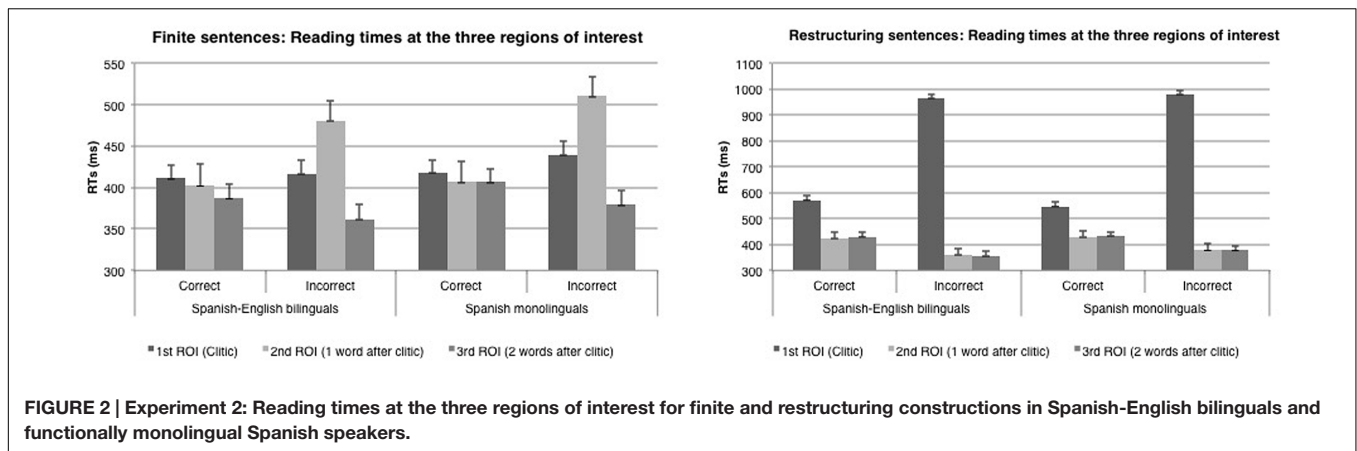 Finite sentences: Reading times at the three regions of interest
RTs (ms)
550
500
450
400
350
300
Correct
Incorrect
Correct
Incorrect
Spanish-English bilinguals
Spanish monolinguals
1st ROI (Clitic)
2nd ROI (1 word after clitic)
3rd ROI (2 words after clitic)
Restructuring sentences: Reading times at the three regions of interest
RTs (ms)
1100
1000
900
800
700
600
500
400
300
Correct
Incorrect
Correct
Incorrect
Spanish-English bilinguals
Spanish monolinguals
1st ROI (Clitic)
2nd ROI (1 word after clitic)
3rd ROI (2 words after clitic)
FIGURE 2 | Experiment 2: Reading times at the three regions of interest for finite and restructuring constructions in Spanish-English bilinguals and
functionally monolingual Spanish speakers.